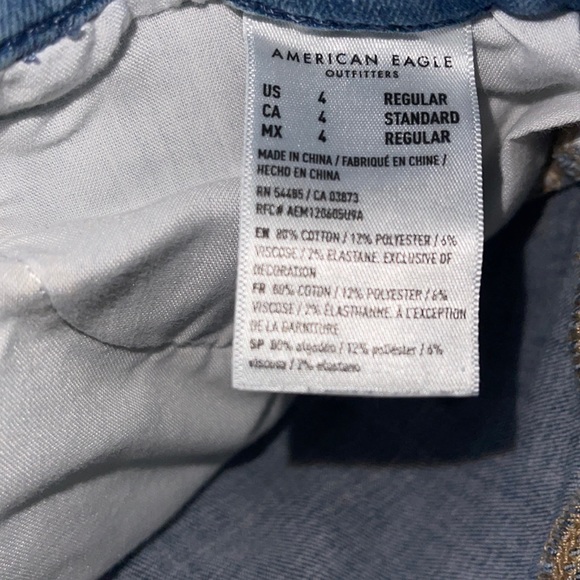 AMERICAN EAGLE
OUTFITTERS
US 4 REGULAR
CA 4 STANDARD
MX 4 REGULAR
MADE IN CHINA / FABRIQUÉ EN CHINE /
HECHO EN CHINA
RN 54485 / CA 03873
RFC# AEM120605U9A
EN 80% COTTON / 12% POLYESTER / 6%
VISCOSE / 2% ELASTANE. EXCLUSIVE OF
DECORATION
FR 80% COTON / 12% POLYESTER / 6%
VISCOSE / 2% ÉLASTHANNE. À L'EXCEPTION
DE LA GARNITURE
SP 80% algodón / 12% poliéster / 6%
viscosa / 2% elastano